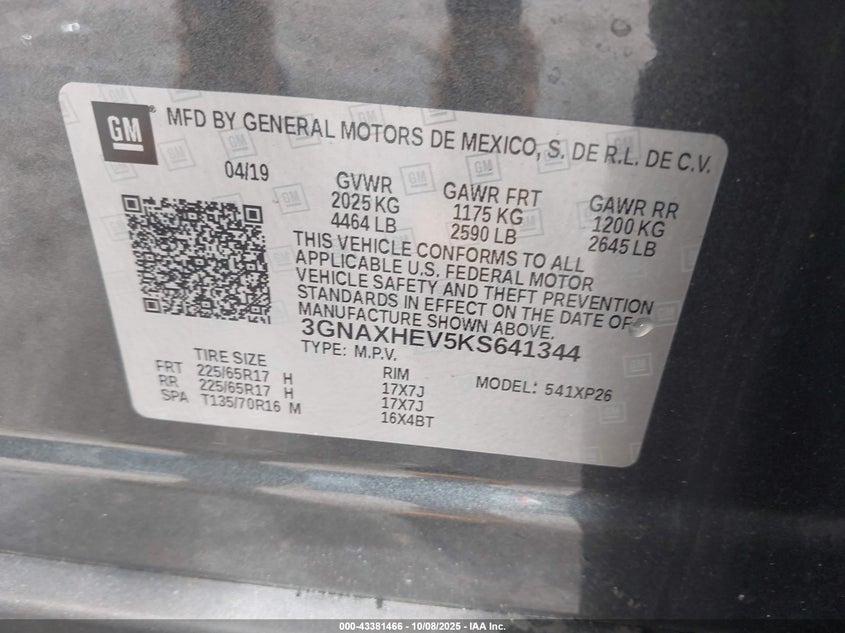 GM
MFD BY GENERAL MOTORS DE MEXICO, S. DE R.L. DE C.V.
04/19
GVWR GAWR FRT GAWR RR
2025 KG 1175 KG 1200 KG
4464 LB 2590 LB 2645 LB
THIS VEHICLE CONFORMS TO ALL
APPLICABLE U.S. FEDERAL MOTOR
VEHICLE SAFETY AND THEFT PREVENTION
STANDARDS IN EFFECT ON THE DATE OF
MANUFACTURE SHOWN ABOVE.
3GNAXHEV5KS641344
TYPE: M.P.V. MODEL: 541XP26
TIRE SIZE RIM
FRT 225/65R17 H 17X7J
RR 225/65R17 H 17X7J
SPA T135/70R16 M 16X4BT
000-43381466 - 10/08/2025 - IAA Inc.